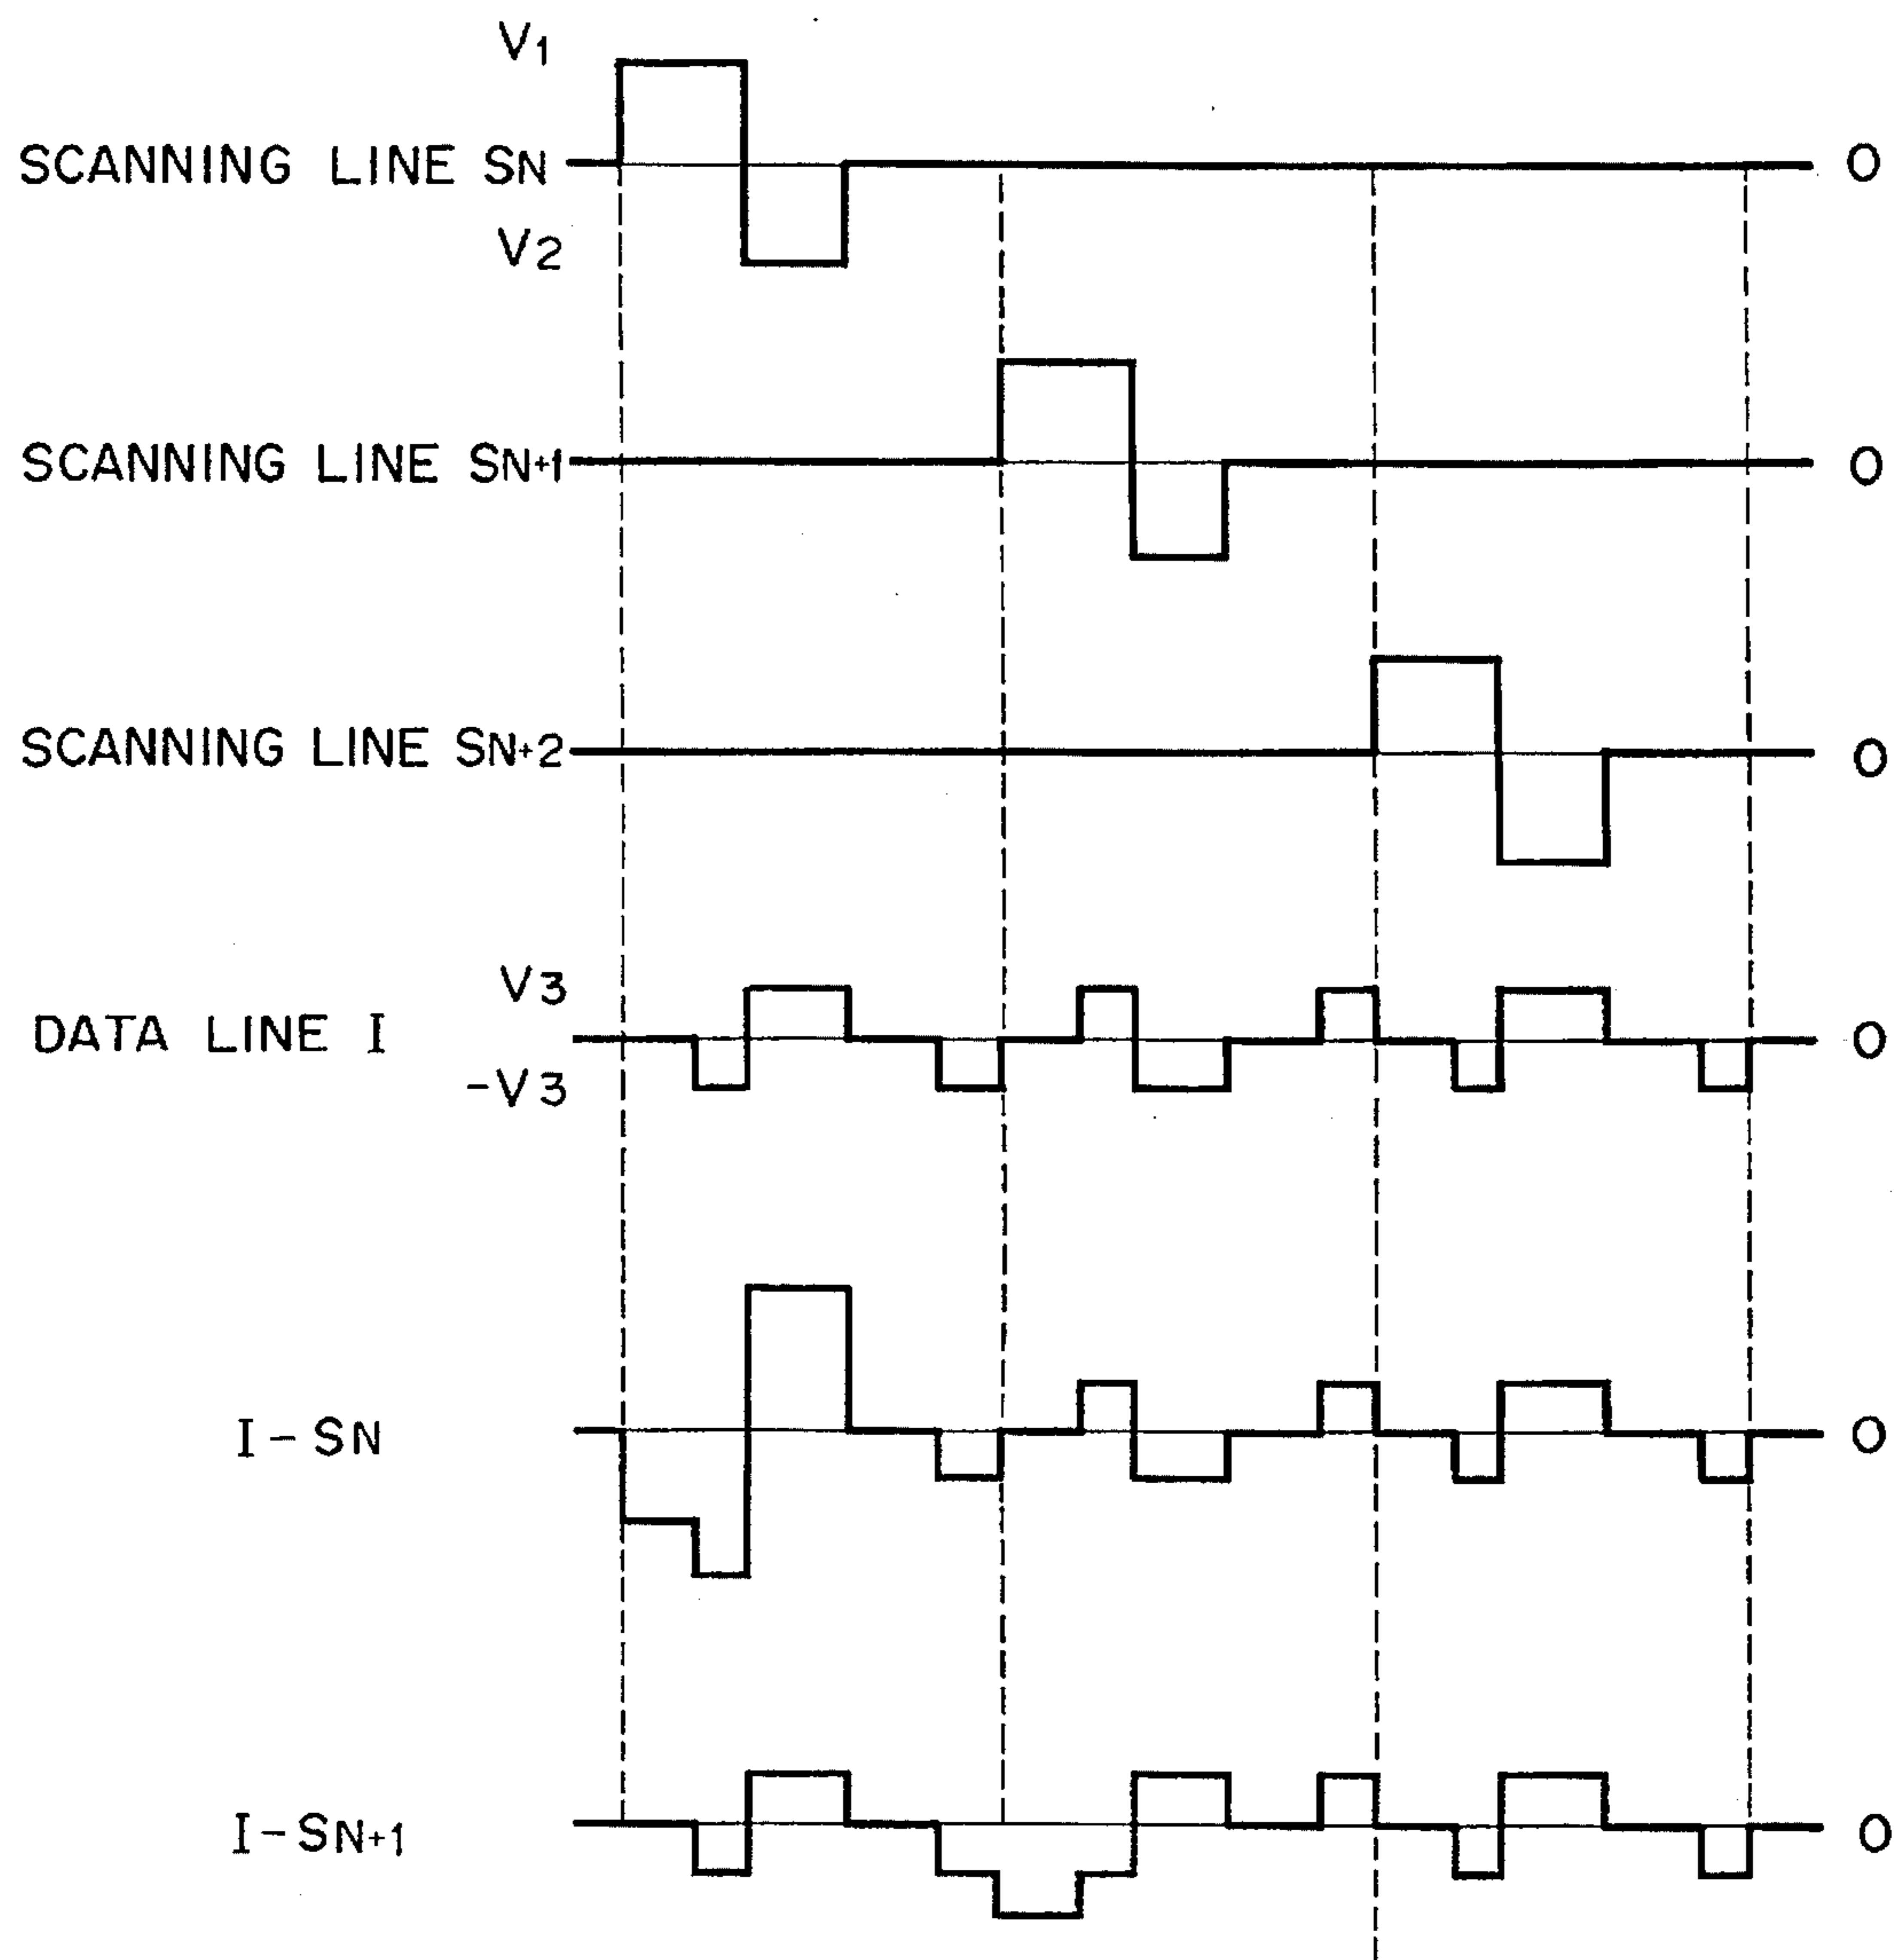 V1
SCANNING LINE SN 0
V2
SCANNING LINE SN+1 0
SCANNING LINE SN+2 0
V3
DATA LINE I 0
-V3
I-SN 0
I-SN+1 0